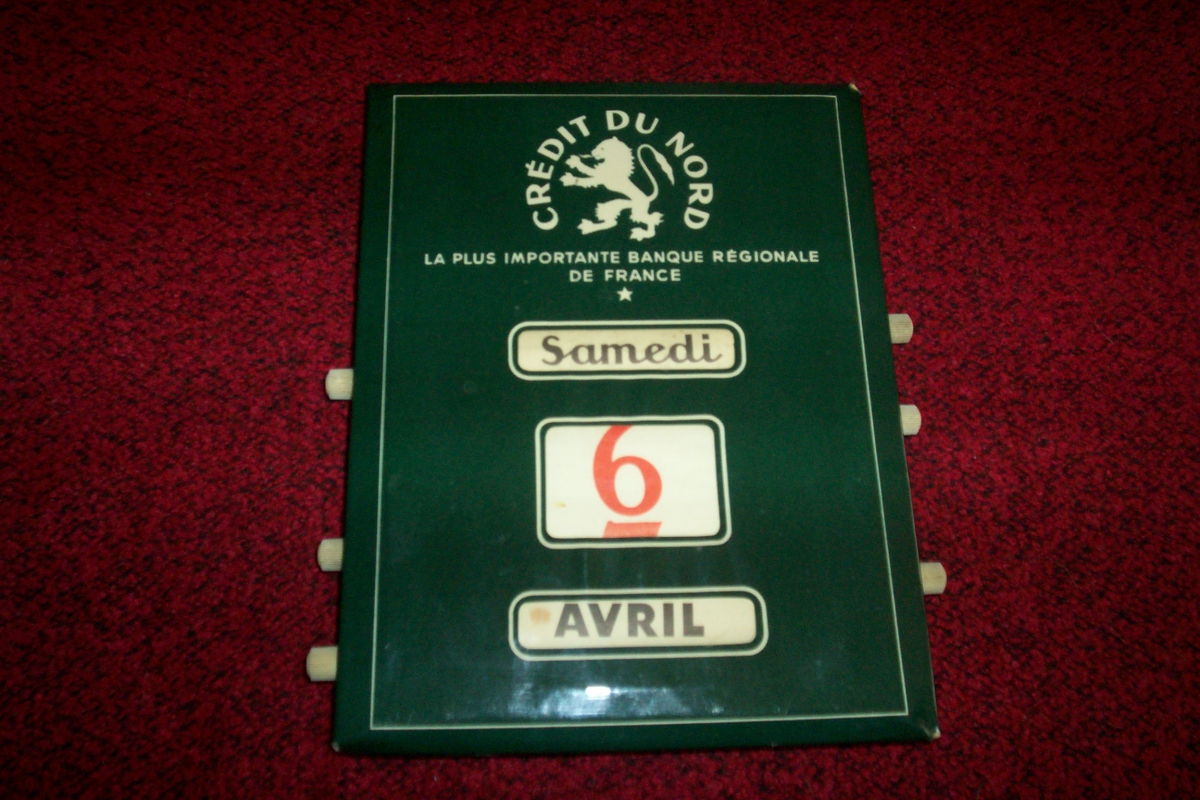 CRÉDIT DU NORD
LA PLUS IMPORTANTE BANQUE RÉGIONALE
DE FRANCE
Samedi
6
AVRIL